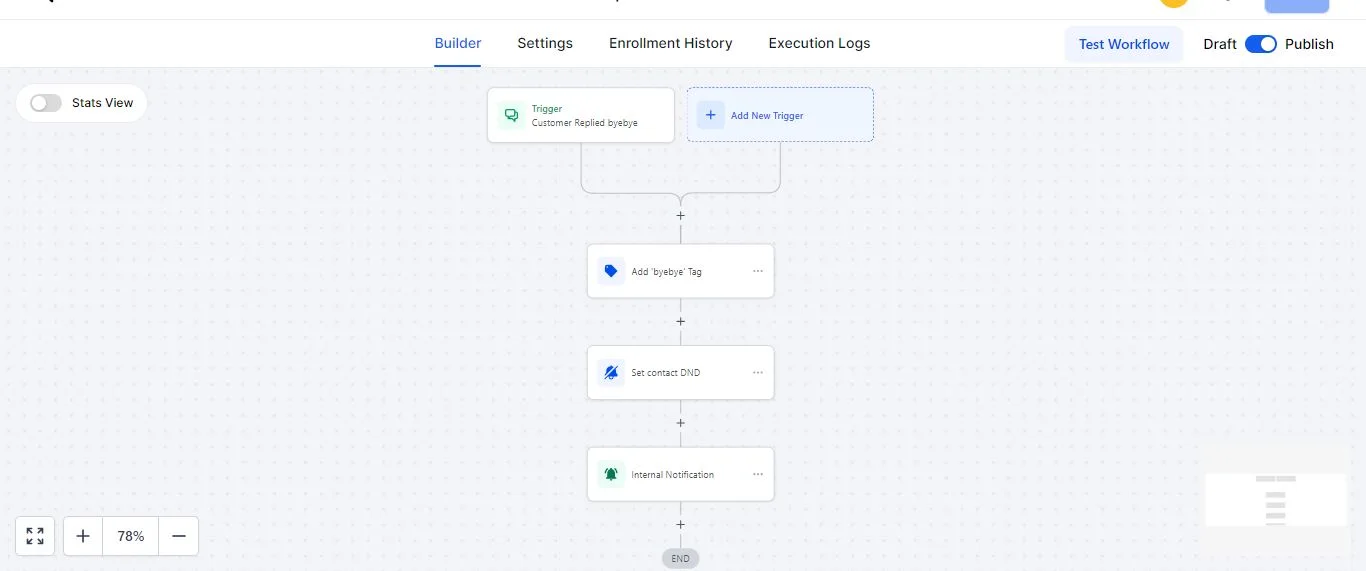 Builder
Settings
Enrollment History
Execution Logs
Test Workflow
Draft
Publish
Stats View
Trigger
Customer Replied byebye
Add New Trigger
Add 'byebye' Tag
Set contact DND
Internal Notification
78%
END